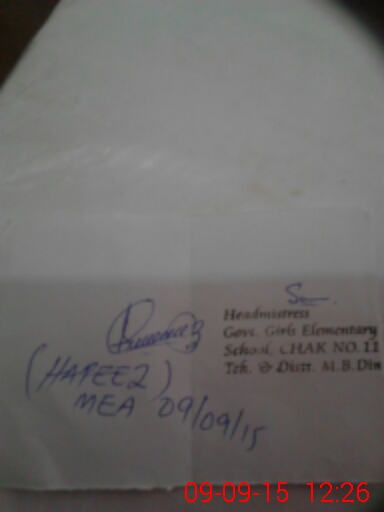 Headmistress
Govt. Girls Elementary
School, CHAK NO. 11
Teh. & Distt. M.B.Din
(HAFEEZ)
MEA 09/09/15
09-09-15 12:26